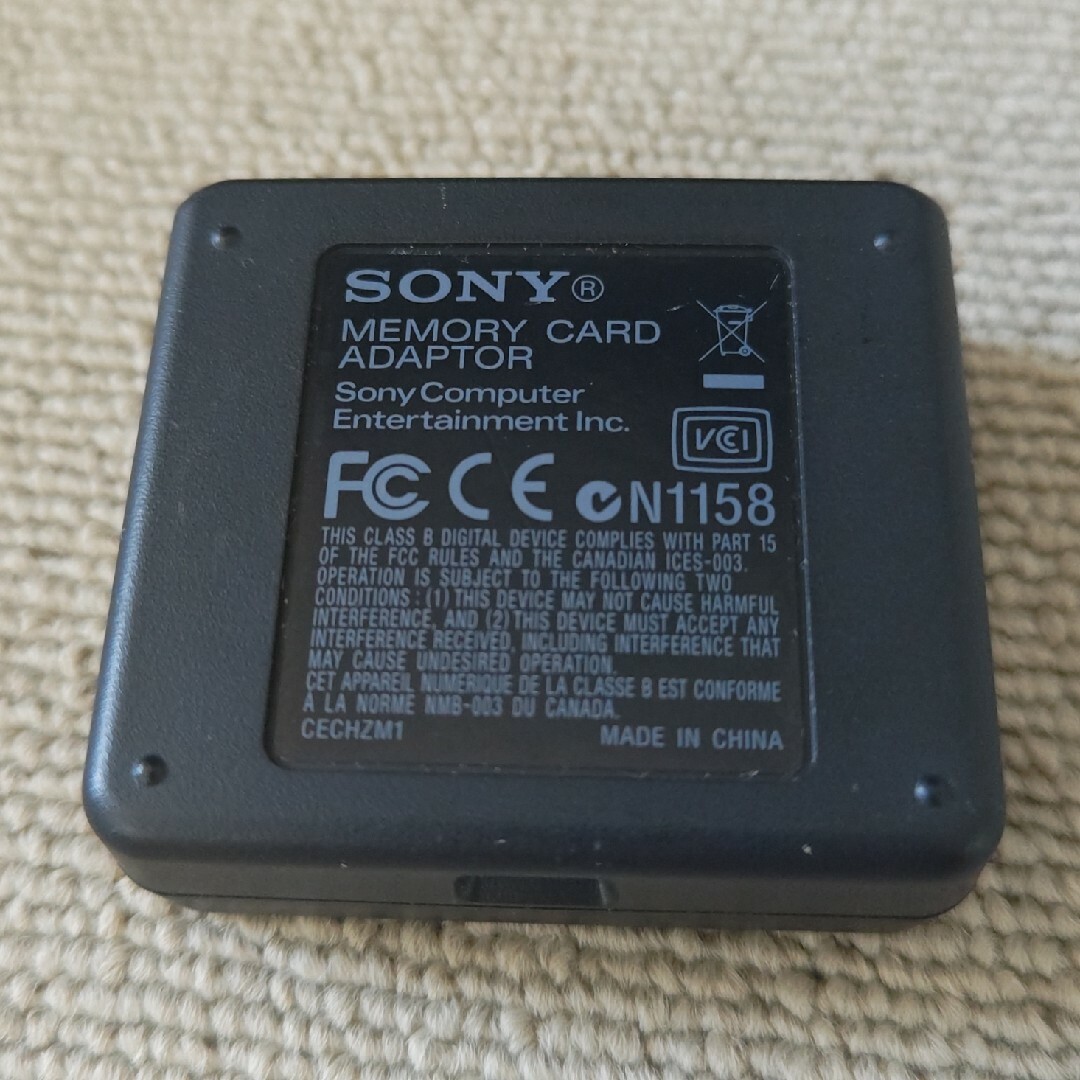 SONY®
MEMORY CARD
ADAPTOR
Sony Computer
Entertainment Inc.
VCI
FC CE N1158
THIS CLASS B DIGITAL DEVICE COMPLIES WITH PART 15
OF THE FCC RULES AND THE CANADIAN ICES-003.
OPERATION IS SUBJECT TO THE FOLLOWING TWO
CONDITIONS : (1) THIS DEVICE MAY NOT CAUSE HARMFUL
INTERFERENCE, AND (2) THIS DEVICE MUST ACCEPT ANY
INTERFERENCE RECEIVED, INCLUDING INTERFERENCE THAT
MAY CAUSE UNDESIRED OPERATION.
CET APPAREIL NUMERIQUE DE LA CLASSE B EST CONFORME
À LA NORME NMB-003 DU CANADA.
CECHZM1 MADE IN CHINA